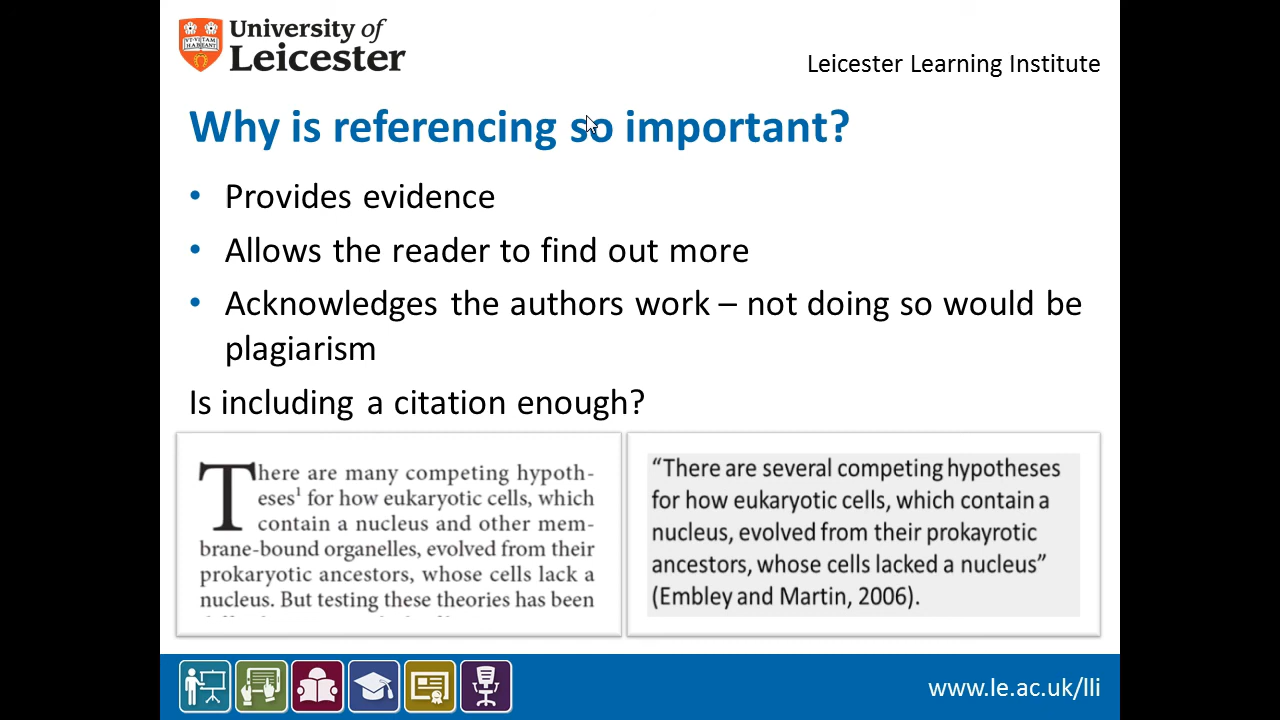 University of
Leicester
VT VITAM
HABEANT
Leicester Learning Institute
Why is referencing so important?
• Provides evidence
• Allows the reader to find out more
• Acknowledges the authors work – not doing so would be
plagiarism
Is including a citation enough?
There are many competing hypoth-
eses¹ for how eukaryotic cells, which
contain a nucleus and other mem-
brane-bound organelles, evolved from their
prokaryotic ancestors, whose cells lack a
nucleus. But testing these theories has been
“There are several competing hypotheses
for how eukaryotic cells, which contain a
nucleus, evolved from their prokayrotic
ancestors, whose cells lacked a nucleus”
(Embley and Martin, 2006).
www.le.ac.uk/lli